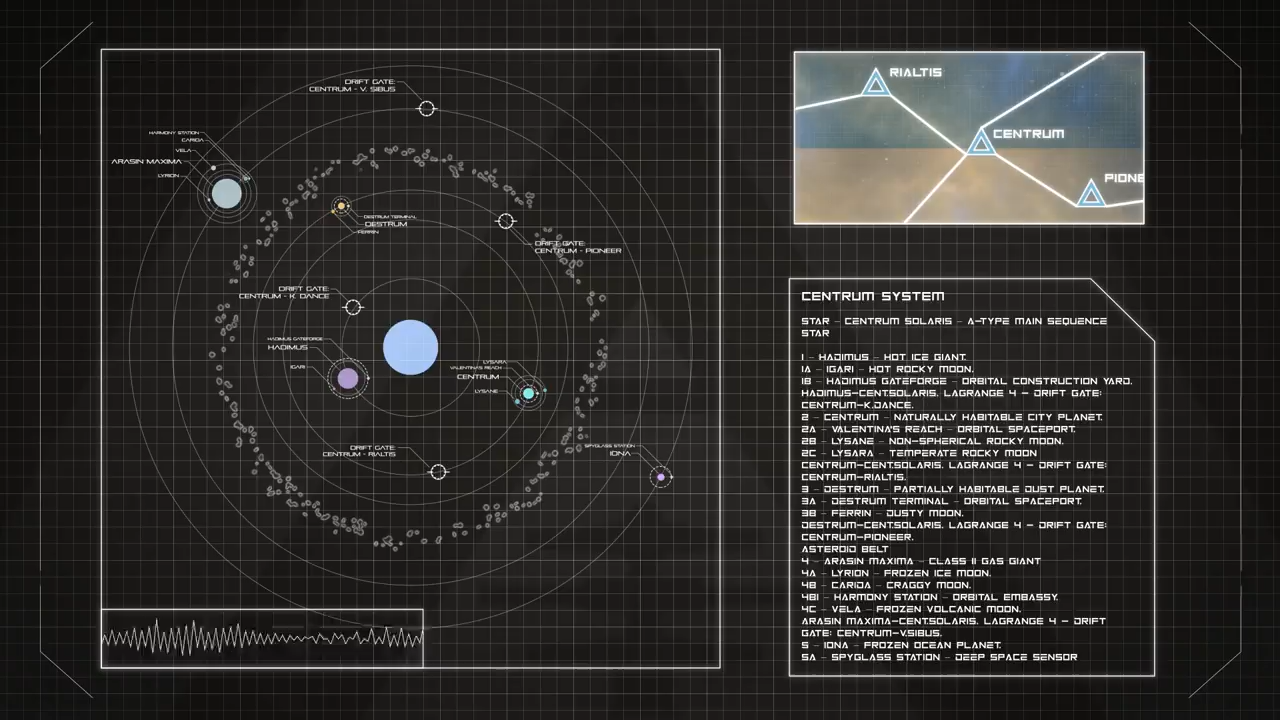 DRIFT GATE:
CENTRUM - V. SIBUS
HARMONY STATION
CARIDA
VELA
ARASIN MAXIMA
LYRION
DESTRUM TERMINAL
DESTRUM
FERRIN
DRIFT GATE:
CENTRUM - PIONEER
DRIFT GATE:
CENTRUM - K. DANCE
HADIMUS GATEFORGE
HADIMUS
IGARI
LYSARA
VALENTINA'S REACH
CENTRUM
LYSANE
DRIFT GATE:
CENTRUM - RIALTIS
SPYGLASS STATION
IONA
RIALTIS
CENTRUM
PIONE
CENTRUM SYSTEM
STAR - CENTRUM SOLARIS - A-TYPE MAIN SEQUENCE
STAR
1 - HADIMUS - HOT ICE GIANT.
1A - IGARI - HOT ROCKY MOON.
1B - HADIMUS GATEFORGE - ORBITAL CONSTRUCTION YARD.
HADIMUS-CENT.SOLARIS. LAGRANGE 4 - DRIFT GATE:
CENTRUM-K.DANCE.
2 - CENTRUM - NATURALLY HABITABLE CITY PLANET.
2A - VALENTINA'S REACH - ORBITAL SPACEPORT.
2B - LYSANE - NON-SPHERICAL ROCKY MOON.
2C - LYSARA - TEMPERATE ROCKY MOON
CENTRUM-CENT.SOLARIS. LAGRANGE 4 - DRIFT GATE:
CENTRUM-RIALTIS.
3 - DESTRUM - PARTIALLY HABITABLE DUST PLANET.
3A - DESTRUM TERMINAL - ORBITAL SPACEPORT.
3B - FERRIN - DUSTY MOON.
DESTRUM-CENT.SOLARIS. LAGRANGE 4 - DRIFT GATE:
CENTRUM-PIONEER.
ASTEROID BELT
4 - ARASIN MAXIMA - CLASS II GAS GIANT
4A - LYRION - FROZEN ICE MOON.
4B - CARIDA - CRAGGY MOON.
4BI - HARMONY STATION - ORBITAL EMBASSY.
4C - VELA - FROZEN VOLCANIC MOON.
ARASIN MAXIMA-CENT.SOLARIS. LAGRANGE 4 - DRIFT
GATE: CENTRUM-V.SIBUS.
5 - IONA - FROZEN OCEAN PLANET.
5A - SPYGLASS STATION - DEEP SPACE SENSOR